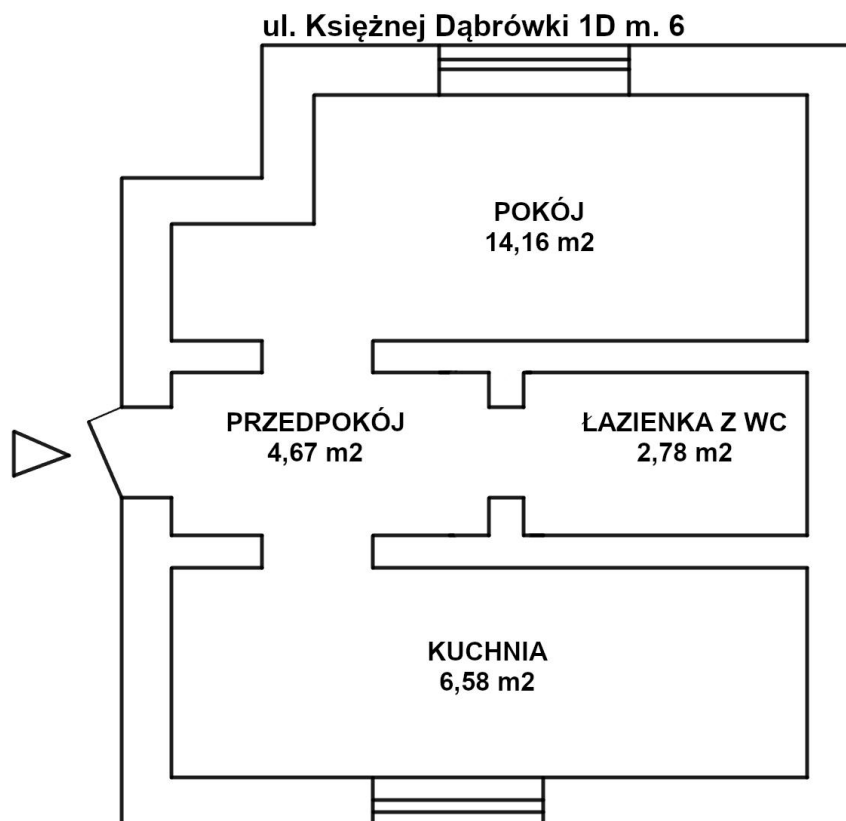 ul. Księżnej Dąbrówki 1D m. 6
POKÓJ
14,16 m2
PRZEDPOKÓJ
4,67 m2
ŁAZIENKA Z WC
2,78 m2
KUCHNIA
6,58 m2